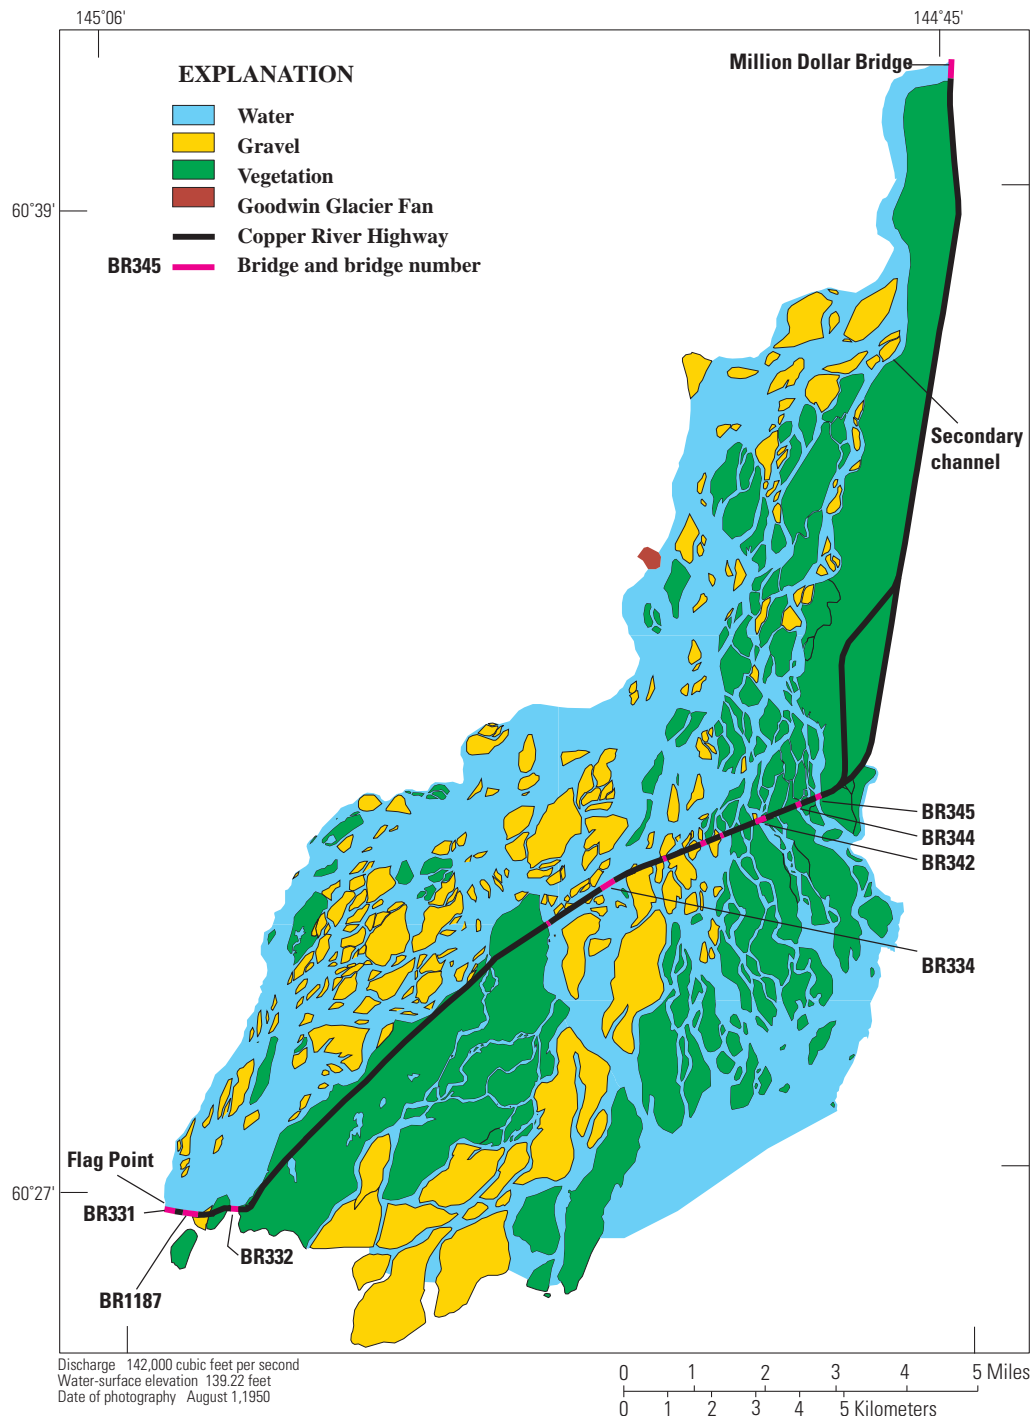 145°06'
144°45'
Million Dollar Bridge
EXPLANATION
Water
Gravel
Vegetation
Goodwin Glacier Fan
Copper River Highway
BR345
Bridge and bridge number
60°39'
Secondary
channel
BR345
BR344
BR342
BR334
Flag Point
60°27'
BR331
BR332
BR1187
Discharge 142,000 cubic feet per second
Water-surface elevation 139.22 feet
Date of photography August 1,1950
0 1 2 3 4 5 Miles
0 1 2 3 4 5 Kilometers